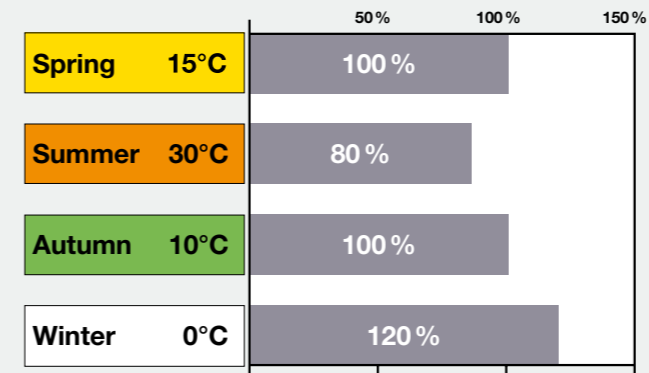 50 % 100 % 150 %
Spring 15°C 100 %
Summer 30°C 80 %
Autumn 10°C 100 %
Winter 0°C 120 %